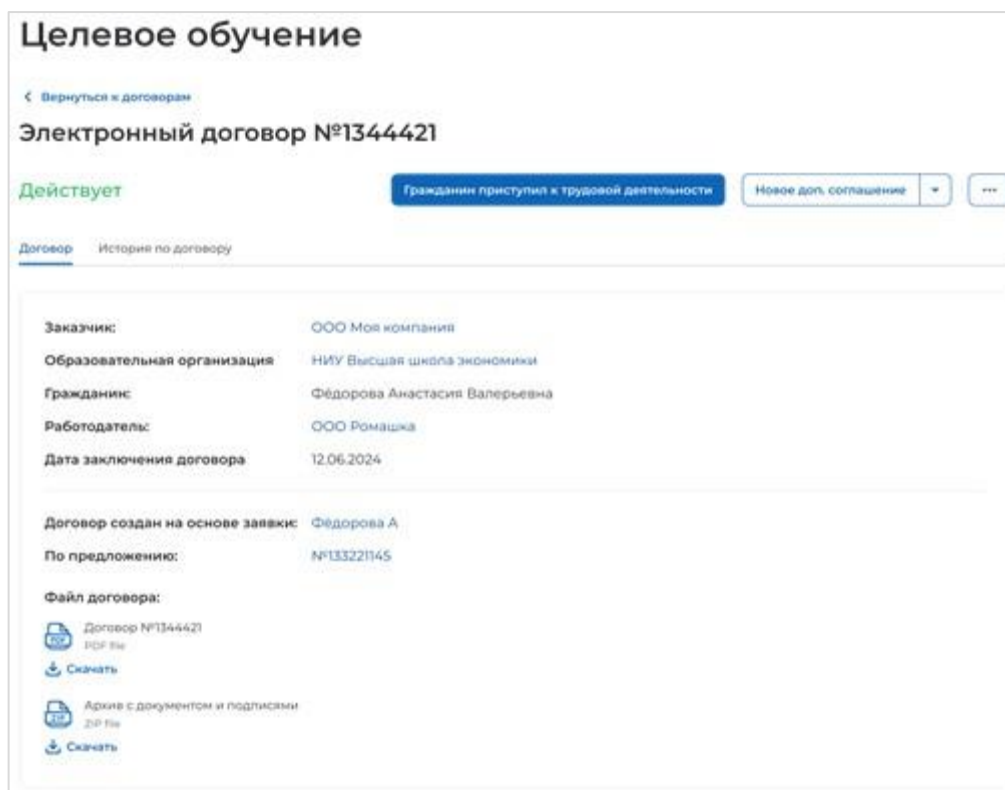 Целевое обучение
Вернуться к договорам
Электронный договор №1344421
Действует
Гражданин приступил к трудовой деятельности
Новое доп. соглашение
...
Договор История по договору
Заказчик: ООО Моя компания
Образовательная организация НИУ Высшая школа экономики
Гражданин: Фёдорова Анастасия Валерьевна
Работодатель: ООО Ромашка
Дата заключения договора 12.06.2024
Договор создан на основе заявки: Фёдорова А
По предложению: №133221145
Файл договора:
Договор №1344421
PDF
PDF file
Скачать
Архив с документом и подписями
ZIP
ZIP file
Скачать